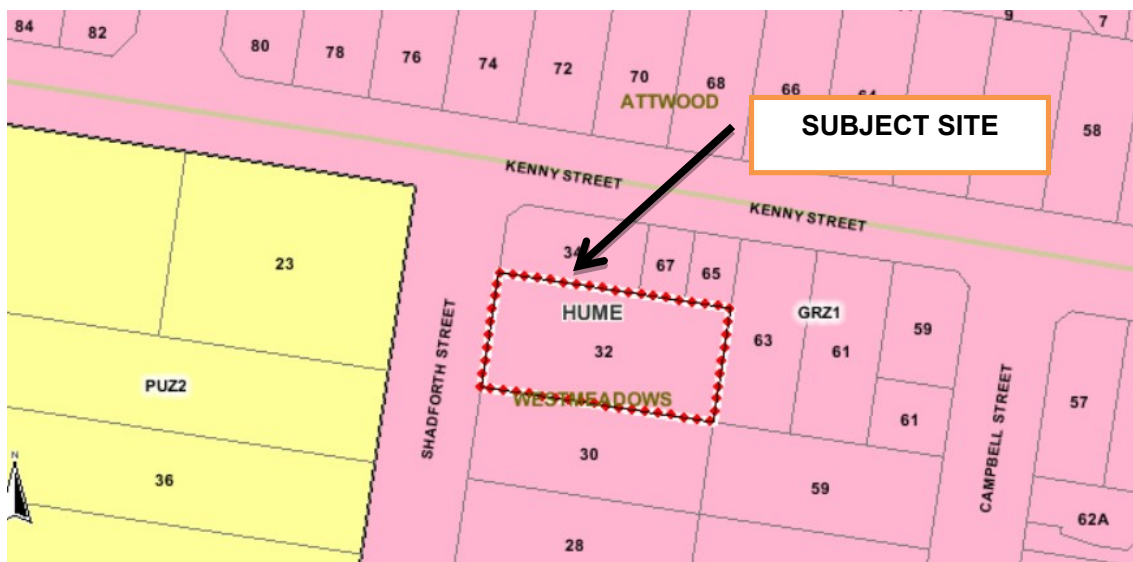 84
82
80
78
76
74
72
70
68
66
9
7
58
ATTWOOD
SUBJECT SITE
KENNY STREET
KENNY STREET
23
34
67
65
HUME
GRZ1
32
63
61
59
SHADFORTH STREET
PUZ2
WESTMEADOWS
61
57
CAMPBELL STREET
N
36
30
59
62A
28